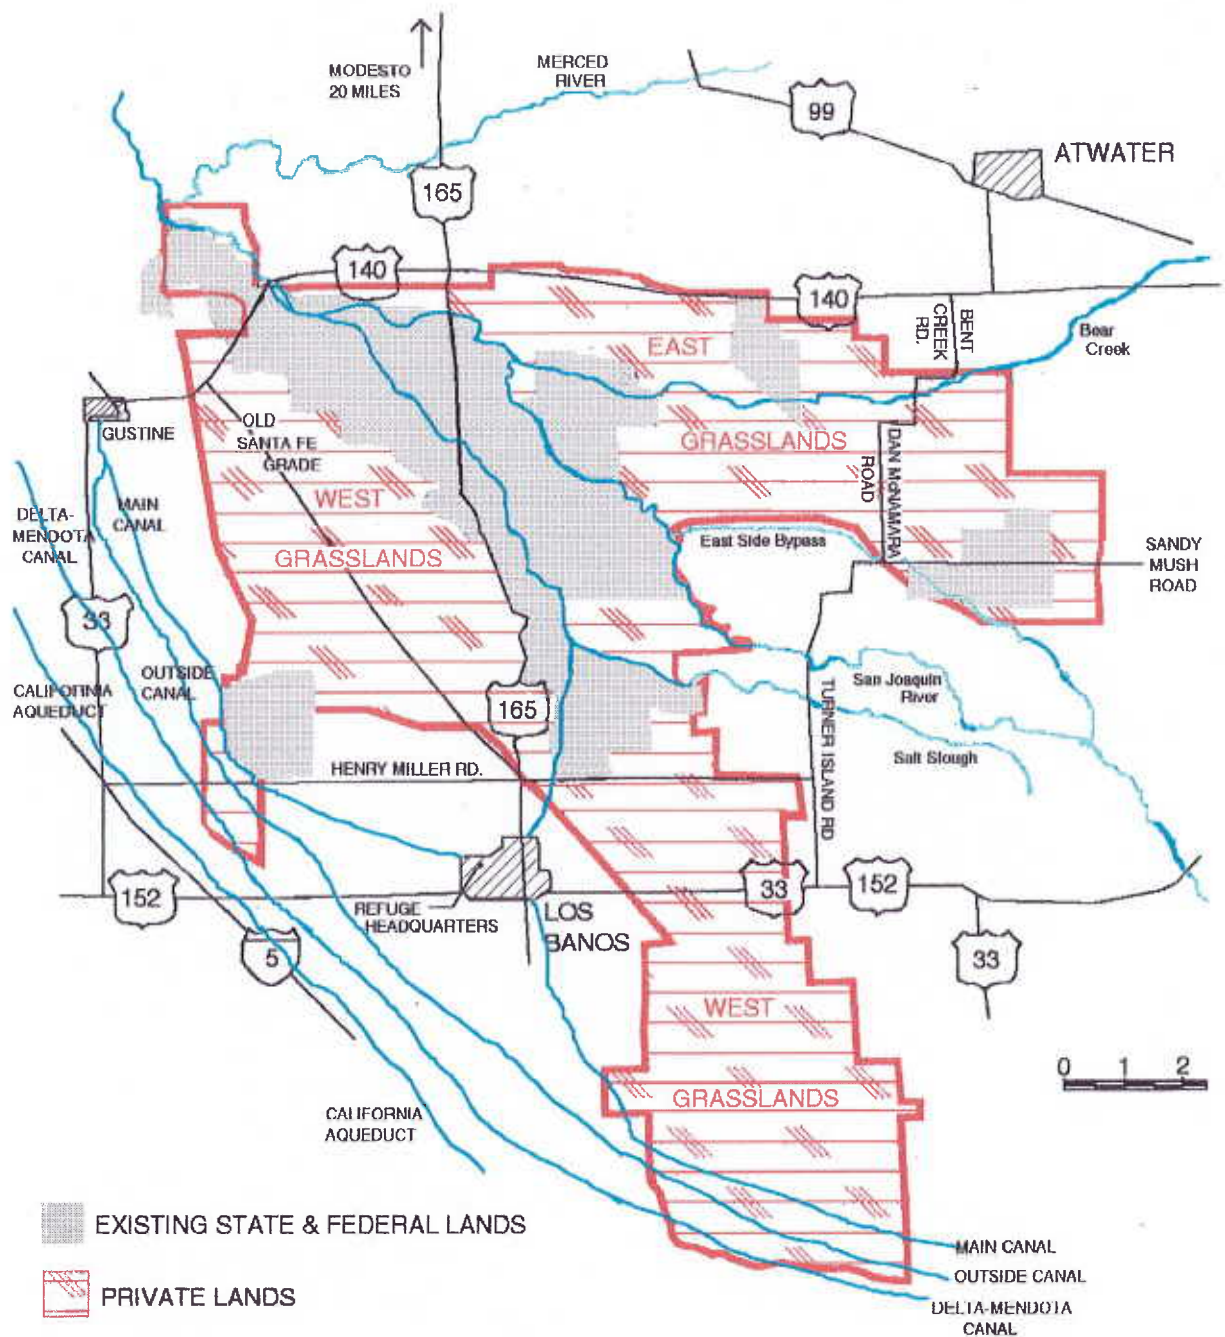 MODESTO
20 MILES
MERCED
RIVER
99
ATWATER
165
140
140
BENT
CREEK
RD.
Bear
Creek
EAST
GUSTINE
OLD
SANTA FE
GRADE
GRASSLANDS
DAN McNAMARA
ROAD
WEST
MAIN
CANAL
DELTA-
MENDOTA
CANAL
East Side Bypass
SANDY
MUSH
ROAD
GRASSLANDS
33
OUTSIDE
CANAL
CALIFORNIA
AQUEDUCT
165
San Joaquin
River
TURNER ISLAND RD
Salt Slough
HENRY MILLER RD.
152
33
152
REFUGE
HEADQUARTERS
LOS
BANOS
5
33
WEST
0 1 2
GRASSLANDS
CALIFORNIA
AQUEDUCT
EXISTING STATE & FEDERAL LANDS
PRIVATE LANDS
MAIN CANAL
OUTSIDE CANAL
DELTA-MENDOTA
CANAL